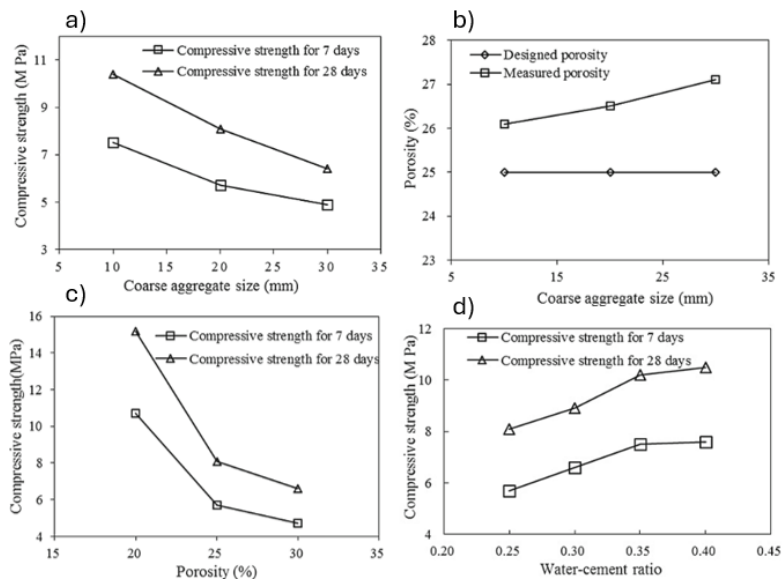 a)
Compressive strength (M Pa)
11
9
7
5
3
Compressive strength for 7 days
Compressive strength for 28 days
5
10
15
20
25
30
35
Coarse aggregate size (mm)
b)
Porosity (%)
28
27
26
25
24
23
Designed porosity
Measured porosity
5
15
25
35
Coarse aggregate size (mm)
c)
Compressive strength(MPa)
16
14
12
10
8
6
4
Compressive strength for 7 days
Compressive strength for 28 days
15
20
25
30
35
Porosity (%)
d)
Compressive strength (M Pa)
12
10
8
6
4
Compressive strength for 7 days
Compressive strength for 28 days
0.20
0.25
0.30
0.35
0.40
0.45
Water-cement ratio